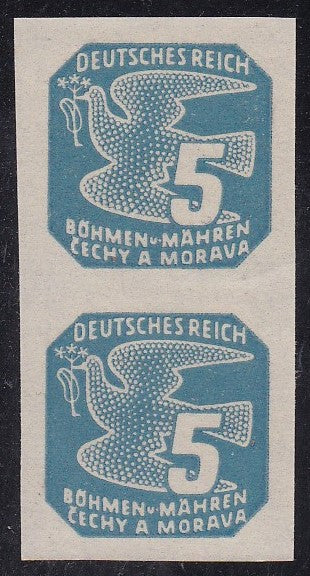 DEUTSCHES REICH
5
BÖHMEN u MÄHREN
ČECHY A MORAVA
DEUTSCHES REICH
5
BÖHMEN u MÄHREN
ČECHY A MORAVA